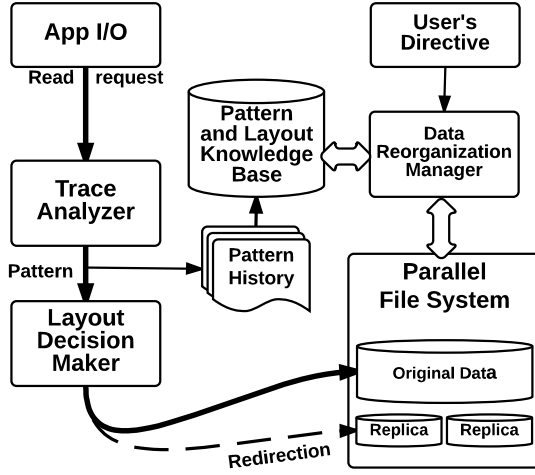 App I/O
User's
Directive
Read request
Pattern
and Layout
Knowledge
Base
Data
Reorganization
Manager
Trace
Analyzer
Pattern
Pattern
History
Parallel
File System
Layout
Decision
Maker
Original Data
Replica Replica
Redirection